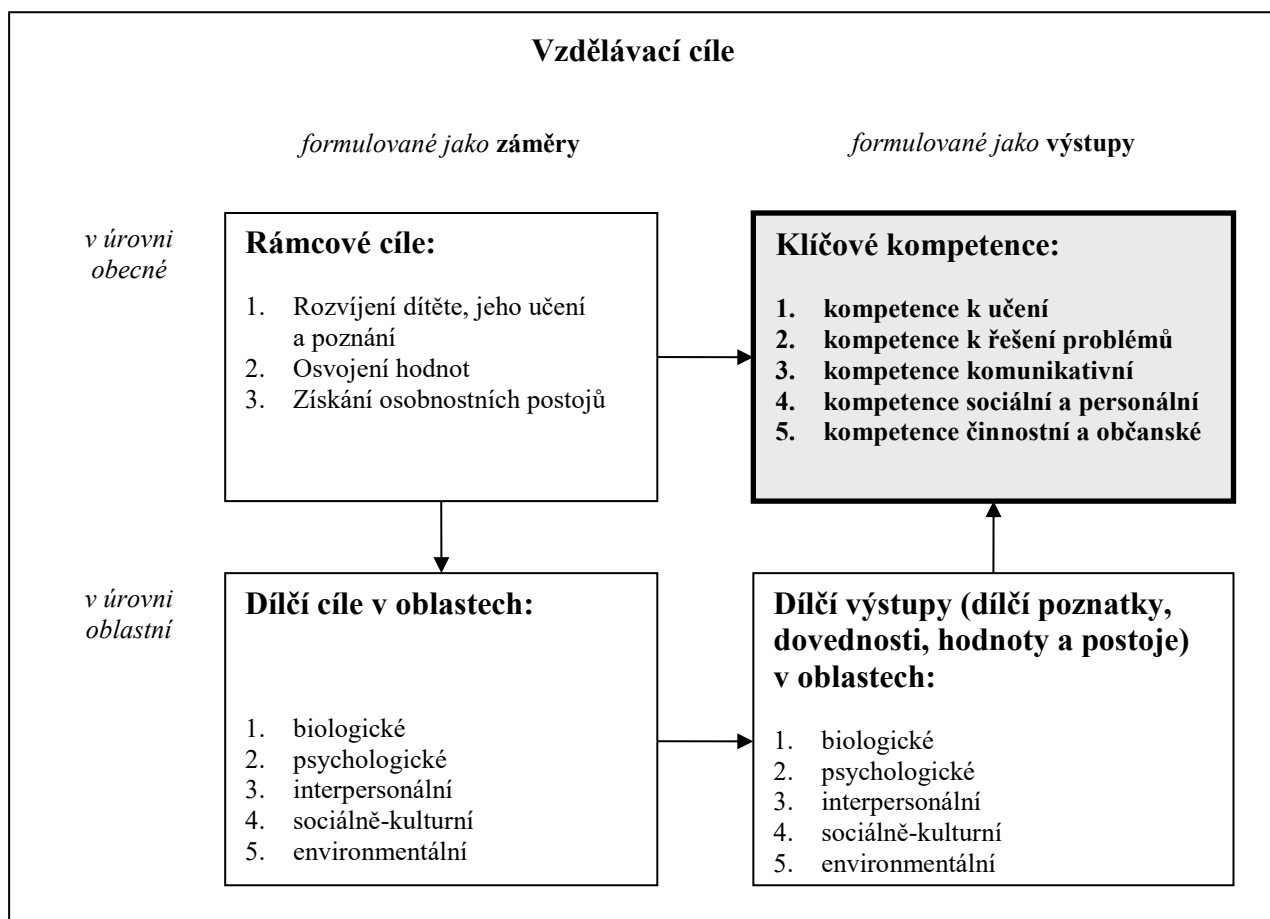 Vzdělávací cíle
formulované jako záměry
formulované jako výstupy
v úrovni
obecné
Rámcové cíle:
1. Rozvíjení dítěte, jeho učení
a poznání
2. Osvojení hodnot
3. Získání osobnostních postojů
Klíčové kompetence:
1. kompetence k učení
2. kompetence k řešení problémů
3. kompetence komunikativní
4. kompetence sociální a personální
5. kompetence činnostní a občanské
v úrovni
oblastní
Dílčí cíle v oblastech:
1. biologické
2. psychologické
3. interpersonální
4. sociálně-kulturní
5. environmentální
Dílčí výstupy (dílčí poznatky,
dovednosti, hodnoty a postoje)
v oblastech:
1. biologické
2. psychologické
3. interpersonální
4. sociálně-kulturní
5. environmentální